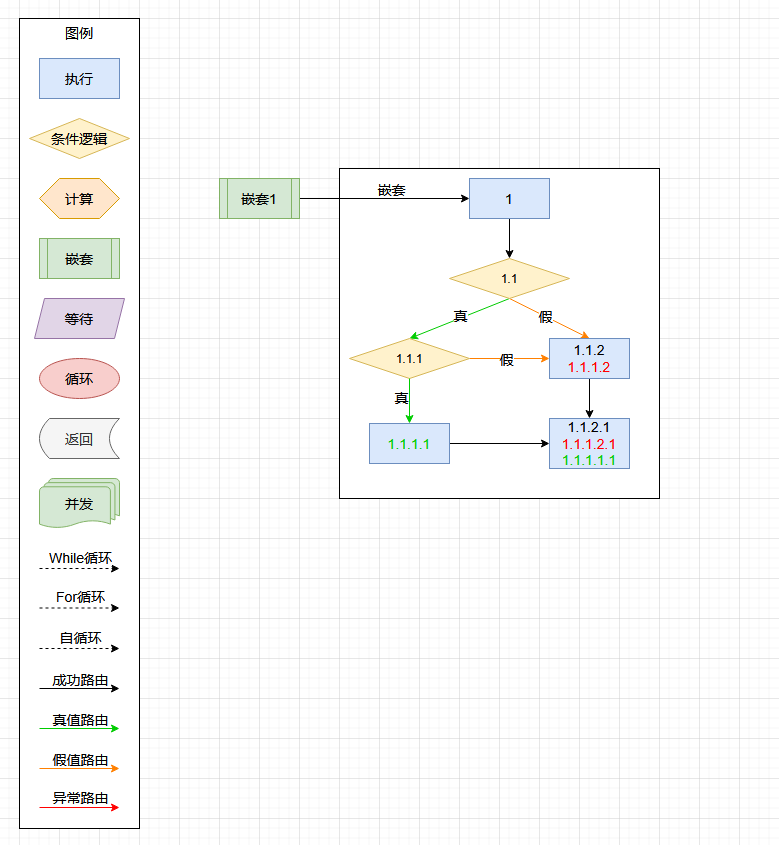 图例
执行
条件逻辑
计算
嵌套
等待
循环
返回
并发
While循环
For循环
自循环
成功路由
真值路由
假值路由
异常路由
嵌套1
嵌套
1
1.1
真
假
1.1.1
假
1.1.2
1.1.1.2
真
1.1.1.1
1.1.2.1
1.1.1.2.1
1.1.1.1.1